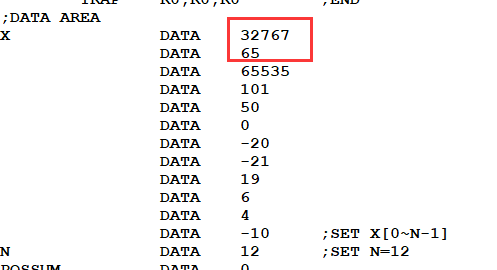 TRAP R0,R0,R0 ;END
;DATA AREA
X DATA 32767
DATA 65
DATA 65535
DATA 101
DATA 50
DATA 0
DATA -20
DATA -21
DATA 19
DATA 6
DATA 4
DATA -10 ;SET X[0~N-1]
N DATA 12 ;SET N=12
POSSUM DATA 0